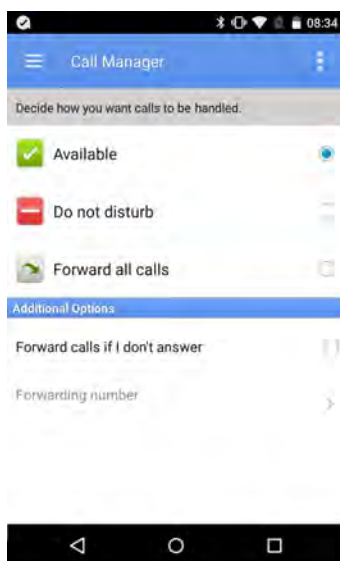 08:34
Call Manager
Decide how you want calls to be handled.
Available
Do not disturb
Forward all calls
Additional Options
Forward calls if I don't answer
Forwarding number